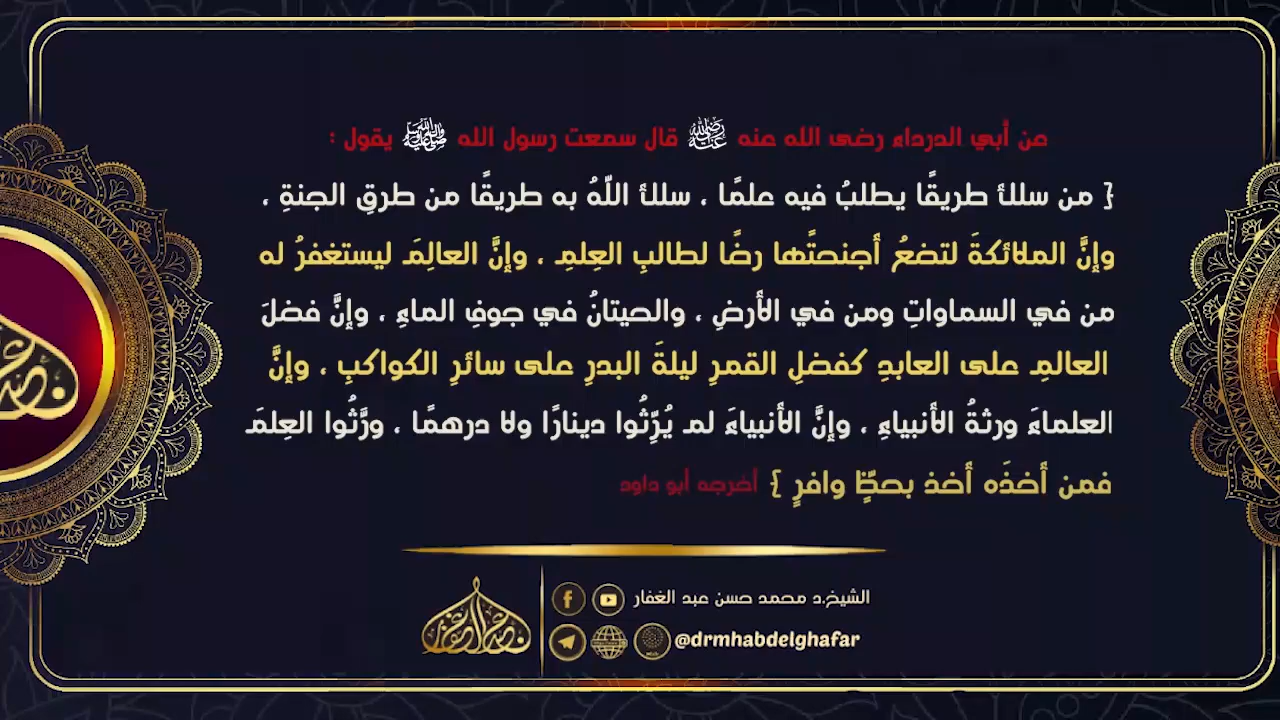 عن أبي الدرداء رضى الله عنه رضي الله عنه قال سمعت رسول الله ﷺ يقول :
{ من سلك طريقًا يطلبُ فيه علمًا ، سلك اللّهُ به طريقًا من طرقِ الجنةِ ،
وإنَّ الملائكةَ لتضعُ أجنحتَها رضًا لطالبِ العِلمِ ، وإنَّ العالِمَ ليستغفرُ له
من في السماواتِ ومن في الأرضِ ، والحيتانُ في جوفِ الماءِ ، وإنَّ فضلَ
العالمِ على العابدِ كفضلِ القمرِ ليلةَ البدرِ على سائرِ الكواكبِ ، وإنَّ
العلماءَ ورثةُ الأنبياءِ ، وإنَّ الأنبياءَ لم يُرِّثُوا دينارًا ولا درهمًا ، ورَّثُوا العِلمَ
فمن أخذَه أخذ بحظٍّ وافرٍ } أخرجه أبو داود
الشيخ.د محمد حسن عبد الغفار
@drmhabdelghafar